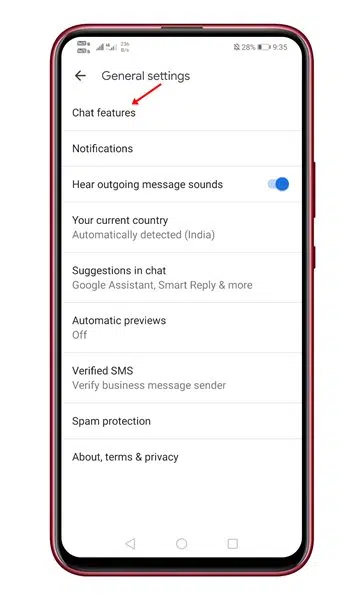 236
B/s
28%
9:35
General settings
Chat features
Notifications
Hear outgoing message sounds
Your current country
Automatically detected (India)
Suggestions in chat
Google Assistant, Smart Reply & more
Automatic previews
Off
Verified SMS
Verify business message sender
Spam protection
About, terms & privacy